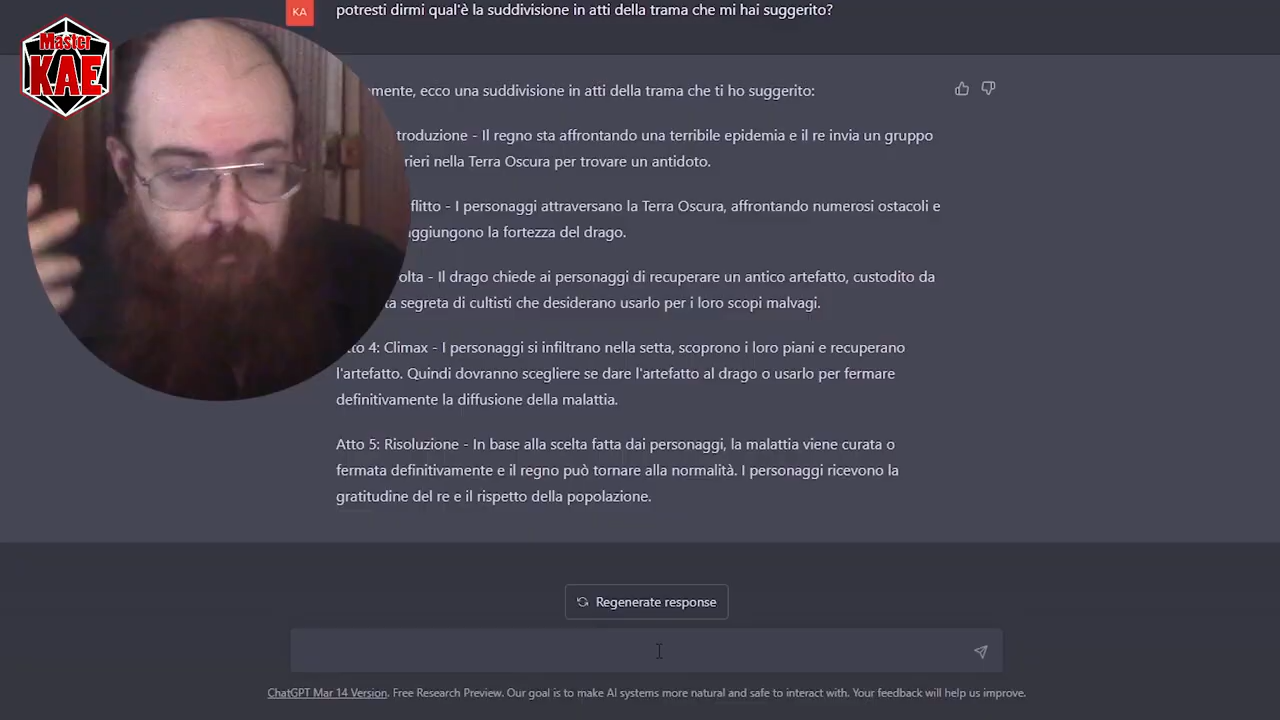 KA
potresti dirmi qual'è la suddivisione in atti della trama che mi hai suggerito?
Master
KAE
ecco una suddivisione in atti della trama che ti ho suggerito:
- Il regno sta affrontando una terribile epidemia e il re invia un gruppo
nella Terra Oscura per trovare un antidoto.
- I personaggi attraversano la Terra Oscura, affrontando numerosi ostacoli e
la fortezza del drago.
- Il drago chiede ai personaggi di recuperare un antico artefatto, custodito da
segreta di cultisti che desiderano usarlo per i loro scopi malvagi.
4: Climax - I personaggi si infiltrano nella setta, scoprono i loro piani e recuperano
l'artefatto. Quindi dovranno scegliere se dare l'artefatto al drago o usarlo per fermare
definitivamente la diffusione della malattia.
Atto 5: Risoluzione - In base alla scelta fatta dai personaggi, la malattia viene curata o
fermata definitivamente e il regno può tornare alla normalità. I personaggi ricevono la
gratitudine del re e il rispetto della popolazione.
Regenerate response
ChatGPT Mar 14 Version. Free Research Preview. Our goal is to make AI systems more natural and safe to interact with. Your feedback will help us improve.